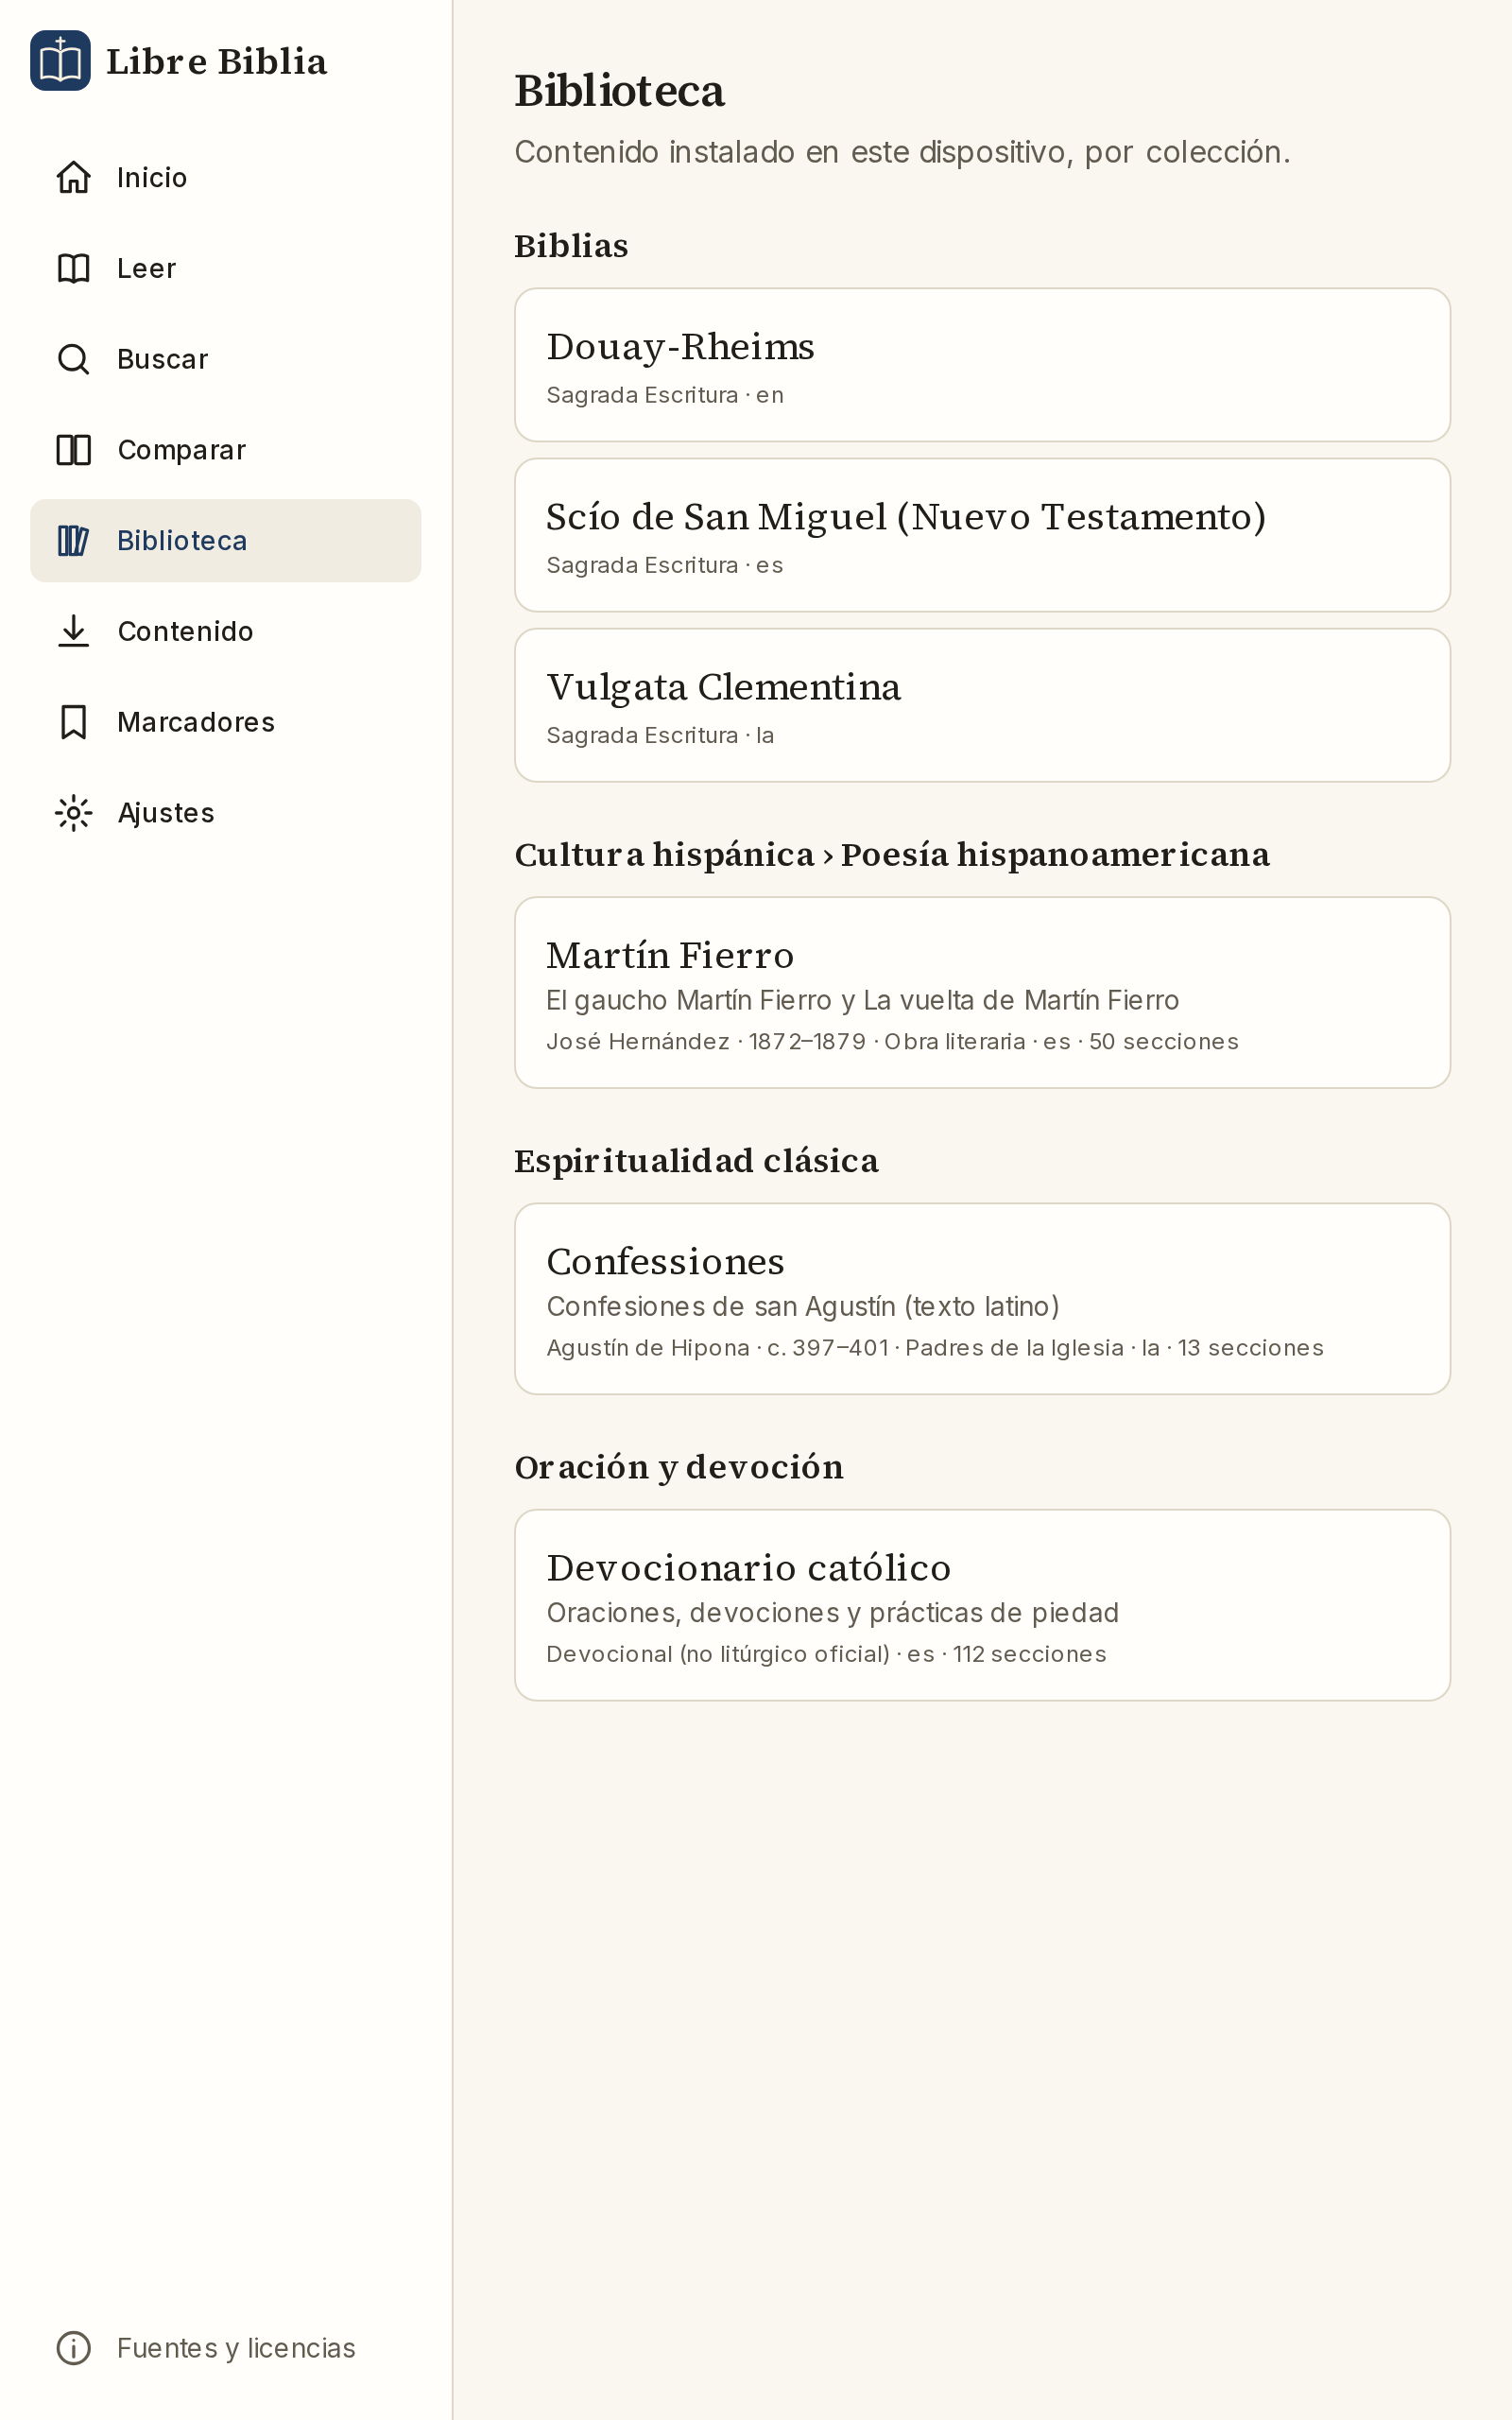 Libre Biblia
Inicio
Leer
Buscar
Comparar
Biblioteca
Contenido
Marcadores
Ajustes
Fuentes y licencias
Biblioteca
Contenido instalado en este dispositivo, por colección.
Biblias
Douay-Rheims
Sagrada Escritura · en
Scío de San Miguel (Nuevo Testamento)
Sagrada Escritura · es
Vulgata Clementina
Sagrada Escritura · la
Cultura hispánica › Poesía hispanoamericana
Martín Fierro
El gaucho Martín Fierro y La vuelta de Martín Fierro
José Hernández · 1872–1879 · Obra literaria · es · 50 secciones
Espiritualidad clásica
Confessiones
Confesiones de san Agustín (texto latino)
Agustín de Hipona · c. 397–401 · Padres de la Iglesia · la · 13 secciones
Oración y devoción
Devocionario católico
Oraciones, devociones y prácticas de piedad
Devocional (no litúrgico oficial) · es · 112 secciones